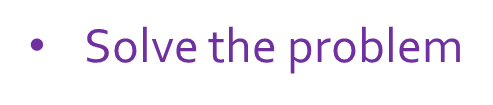 • Solve the problem